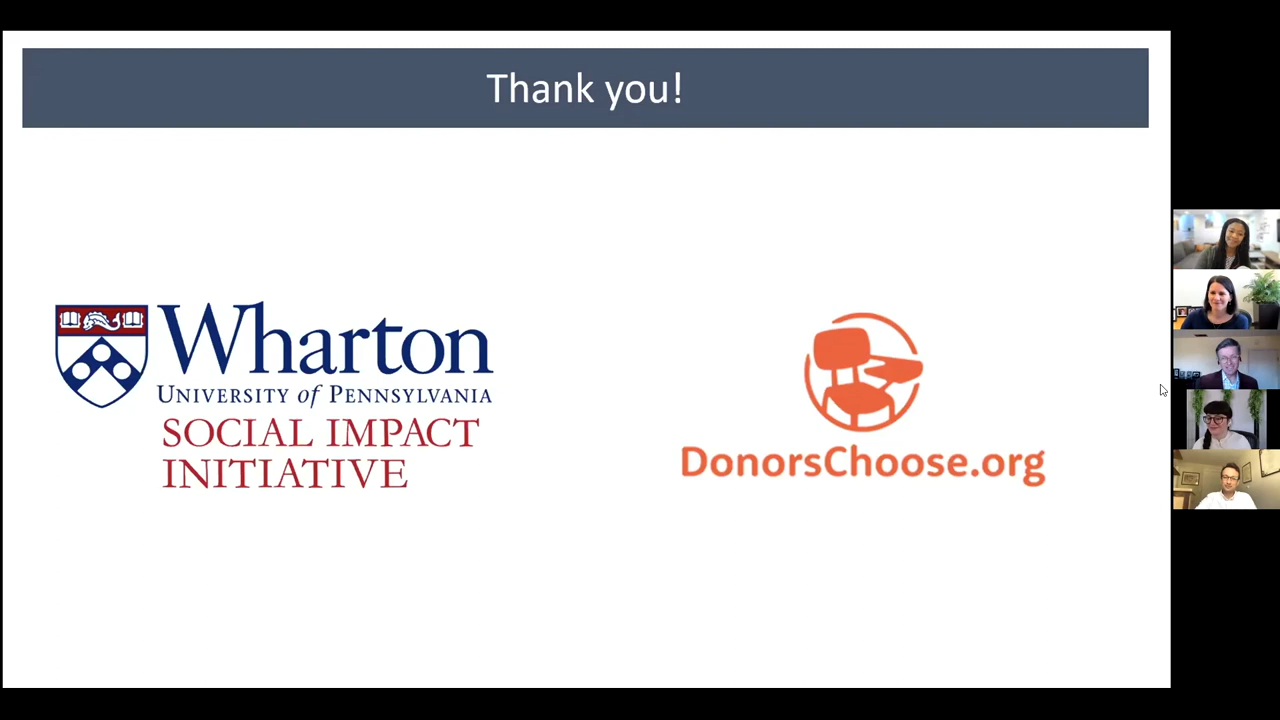 Thank you!
Wharton
UNIVERSITY of PENNSYLVANIA
SOCIAL IMPACT
INITIATIVE
DonorsChoose.org